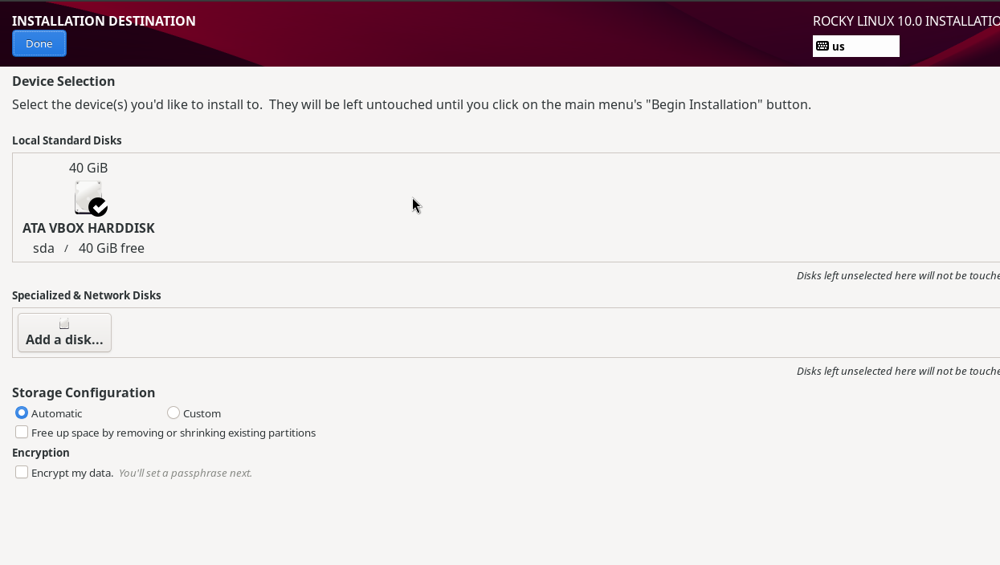 INSTALLATION DESTINATION
ROCKY LINUX 10.0 INSTALLATIO
Done
us
Device Selection
Select the device(s) you'd like to install to.  They will be left untouched until you click on the main menu's "Begin Installation" button.
Local Standard Disks
40 GiB
ATA VBOX HARDDISK
sda / 40 GiB free
Disks left unselected here will not be touche
Specialized & Network Disks
Add a disk...
Disks left unselected here will not be touche
Storage Configuration
Automatic Custom
Free up space by removing or shrinking existing partitions
Encryption
Encrypt my data. You'll set a passphrase next.